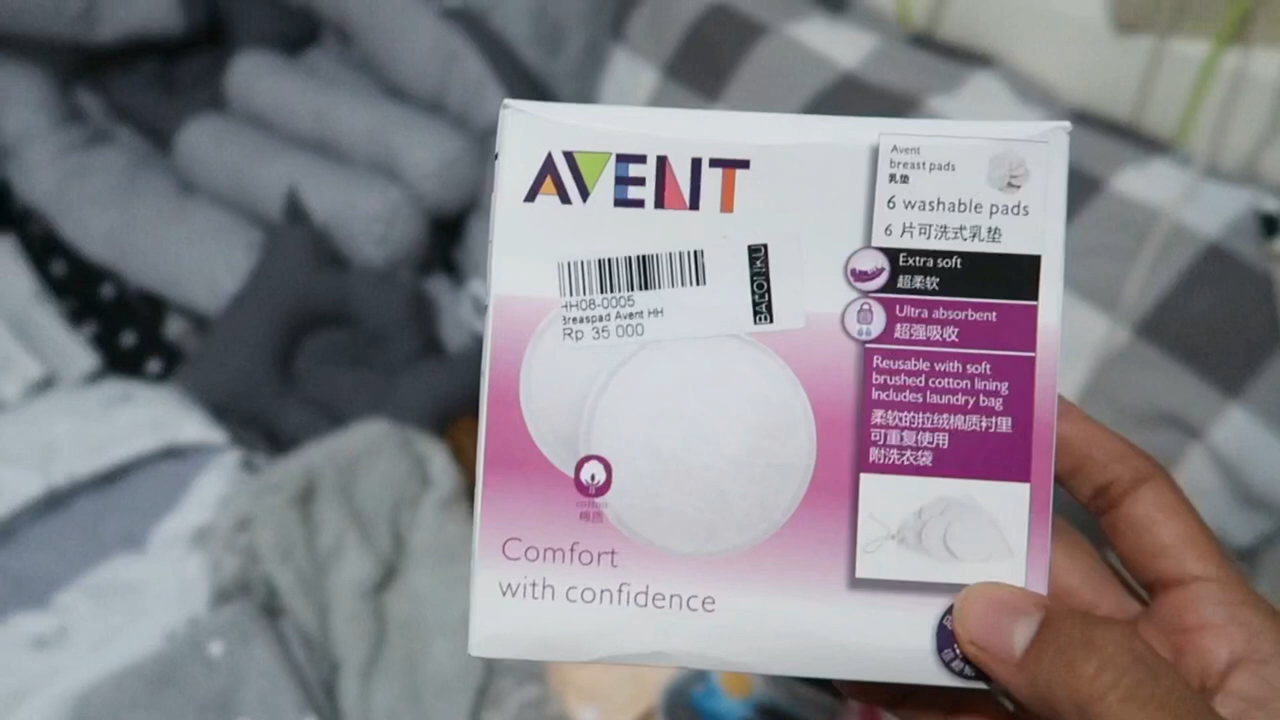 AVENT
HH08-0005
Breaspad Avent HH
Rp 35 000
Avent
breast pads
乳垫
6 washable pads
6 片可洗式乳垫
Extra soft
超柔软
Ultra absorbent
超强吸收
Reusable with soft
brushed cotton lining
Includes laundry bag
柔软的拉绒棉质衬里
可重复使用
附洗衣袋
cotton
棉质
Comfort
with confidence